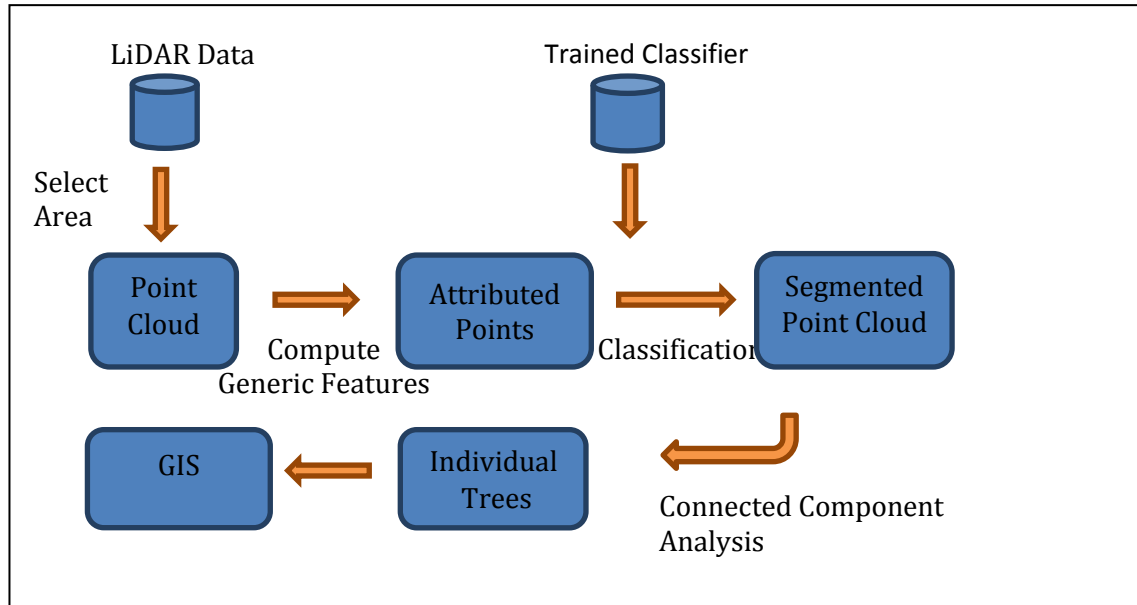 LiDAR Data
Trained Classifier
Select
Area
Point
Cloud
Compute
Generic Features
Attributed
Points
Classification
Segmented
Point Cloud
Connected Component
Analysis
Individual
Trees
GIS